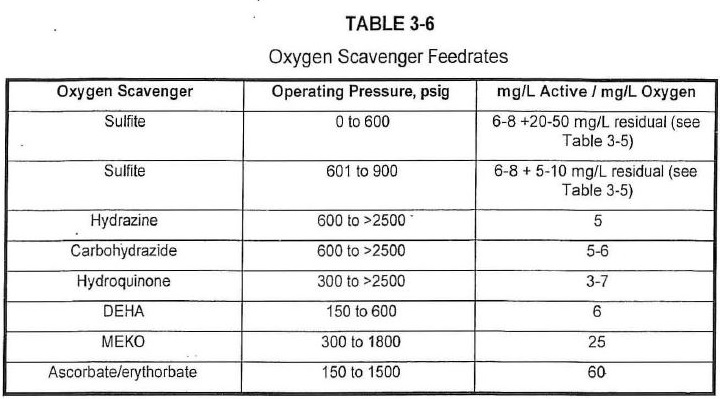 TABLE 3-6
Oxygen Scavenger Feedrates
Oxygen Scavenger Operating Pressure, psig mg/L Active / mg/L Oxygen
Sulfite 0 to 600 6-8 +20-50 mg/L residual (see
Table 3-5)
Sulfite 601 to 900 6-8 + 5-10 mg/L residual (see
Table 3-5)
Hydrazine 600 to >2500 5
Carbohydrazide 600 to >2500 5-6
Hydroquinone 300 to >2500 3-7
DEHA 150 to 600 6
MEKO 300 to 1800 25
Ascorbate/erythorbate 150 to 1500 60